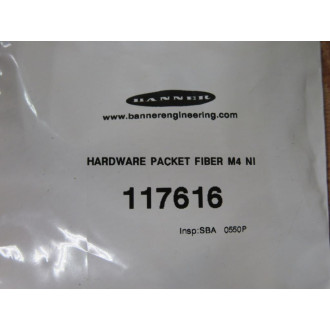 BANNER
www.bannerengineering.com
HARDWARE PACKET FIBER M4 NI
117616
Insp:SBA 0550P